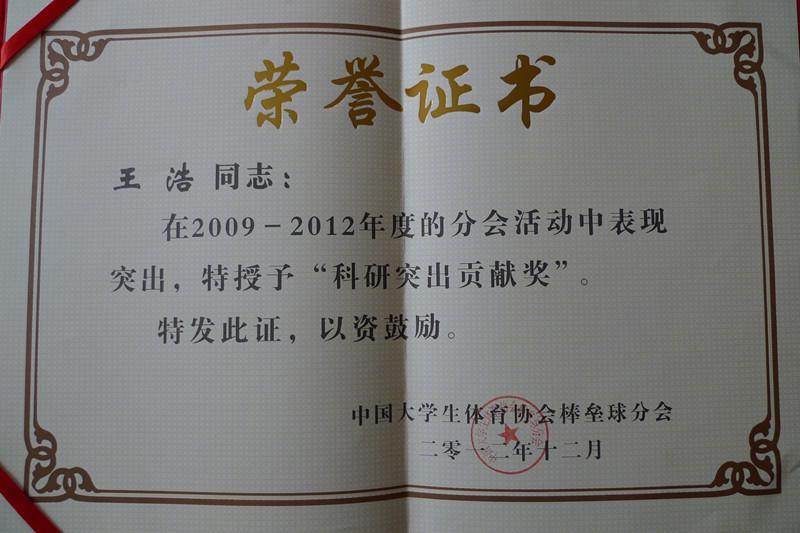 荣誉证书
王 浩 同志：
在2009－2012年度的分会活动中表现
突出，特授予“科研突出贡献奖”。
特发此证，以资鼓励。
中国大学生体育协会棒垒球分会
二零一二年十二月